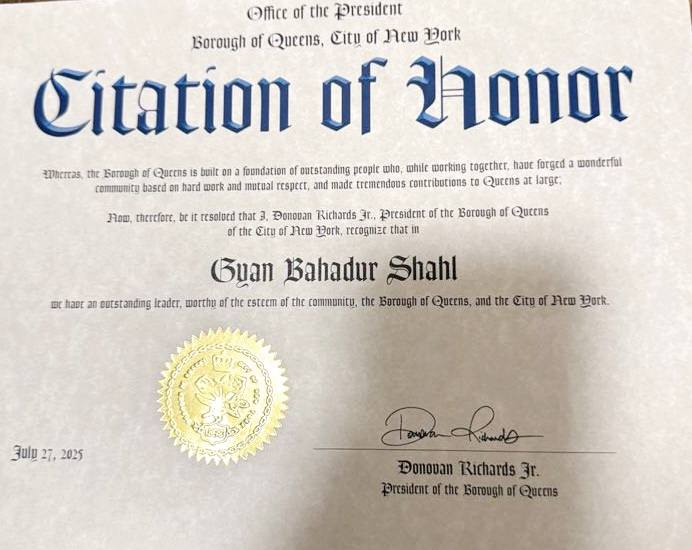 Office of the President
Borough of Queens, City of New York
Citation of Honor
Whereas, the Borough of Queens is built on a foundation of outstanding people who, while working together, have forged a wonderful
community based on hard work and mutual respect, and made tremendous contributions to Queens at large;
Now, therefore, be it resolved that I, Donovan Richards Jr., President of the Borough of Queens
of the City of New York, recognize that in
Gyan Bahadur Shahl
we have an outstanding leader, worthy of the esteem of the community, the Borough of Queens, and the City of New York.
July 27, 2025
Donovan Richards
Donovan Richards Jr.
President of the Borough of Queens